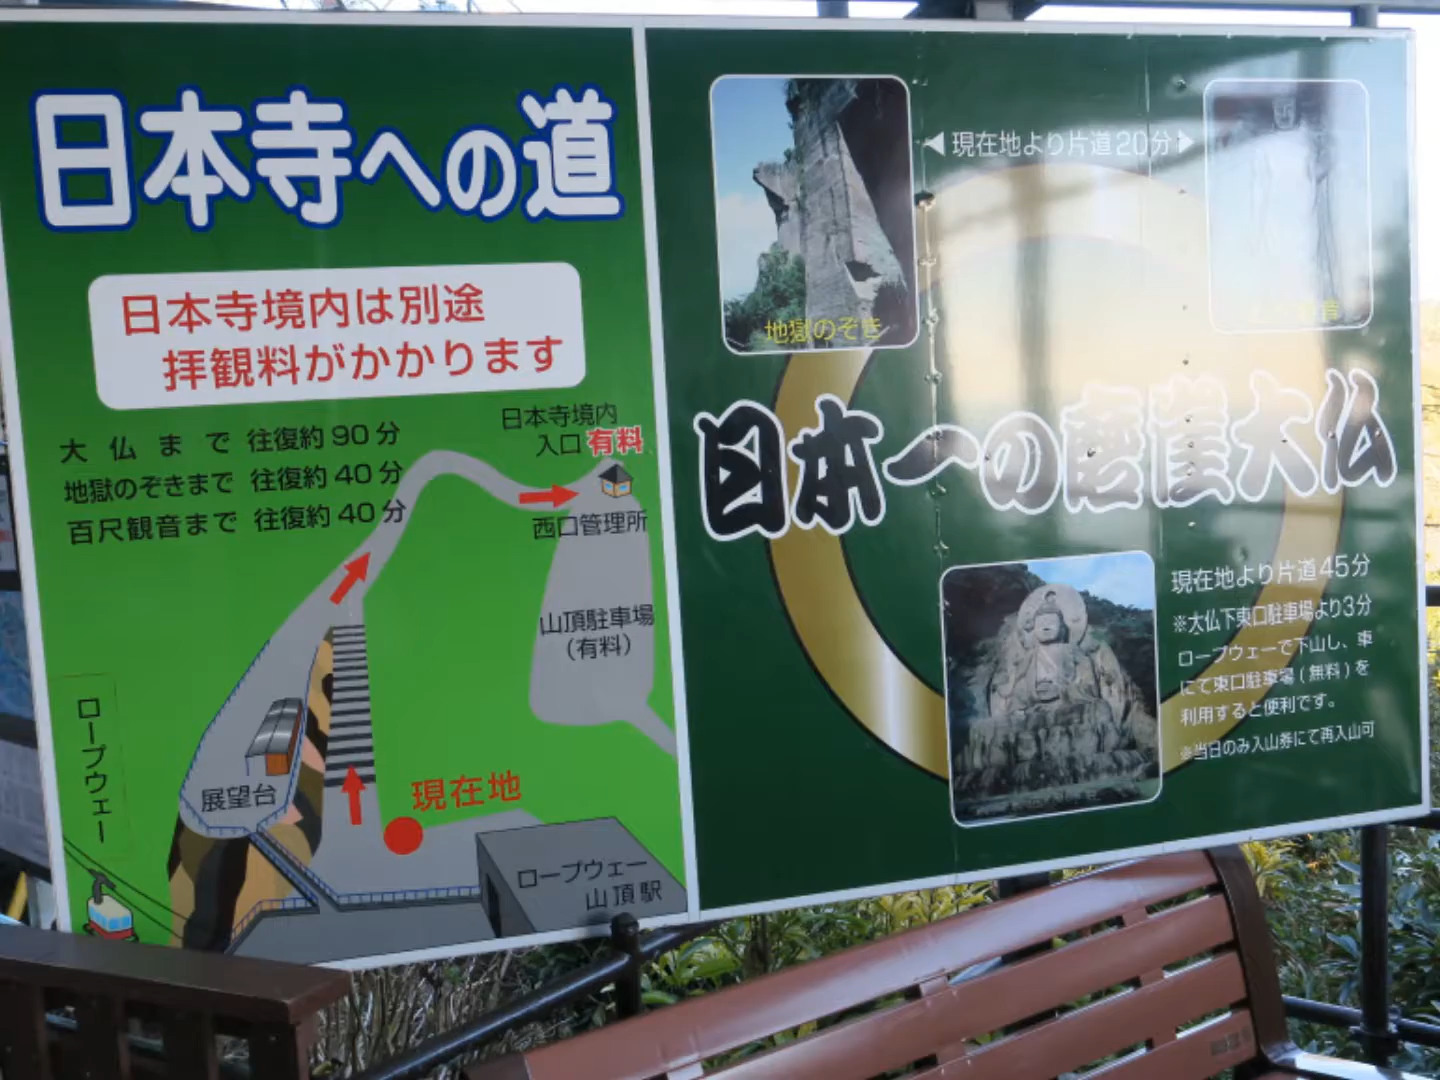 日本寺への道
日本寺境内は別途
拝観料がかかります
大仏まで 往復約90分
地獄のぞきまで 往復約40分
百尺観音まで 往復約40分
日本寺境内
入口 有料
西口管理所
山頂駐車場
(有料)
ロープウェー
展望台
現在地
ロープウェー
山頂駅
◀現在地より片道20分▶
地獄のぞき
日本一の磨崖大仏
現在地より片道45分
※大仏下東口駐車場より3分
ロープウェーで下山し、車
にて東口駐車場(無料)を
利用すると便利です。
※当日のみ入山券にて再入山可